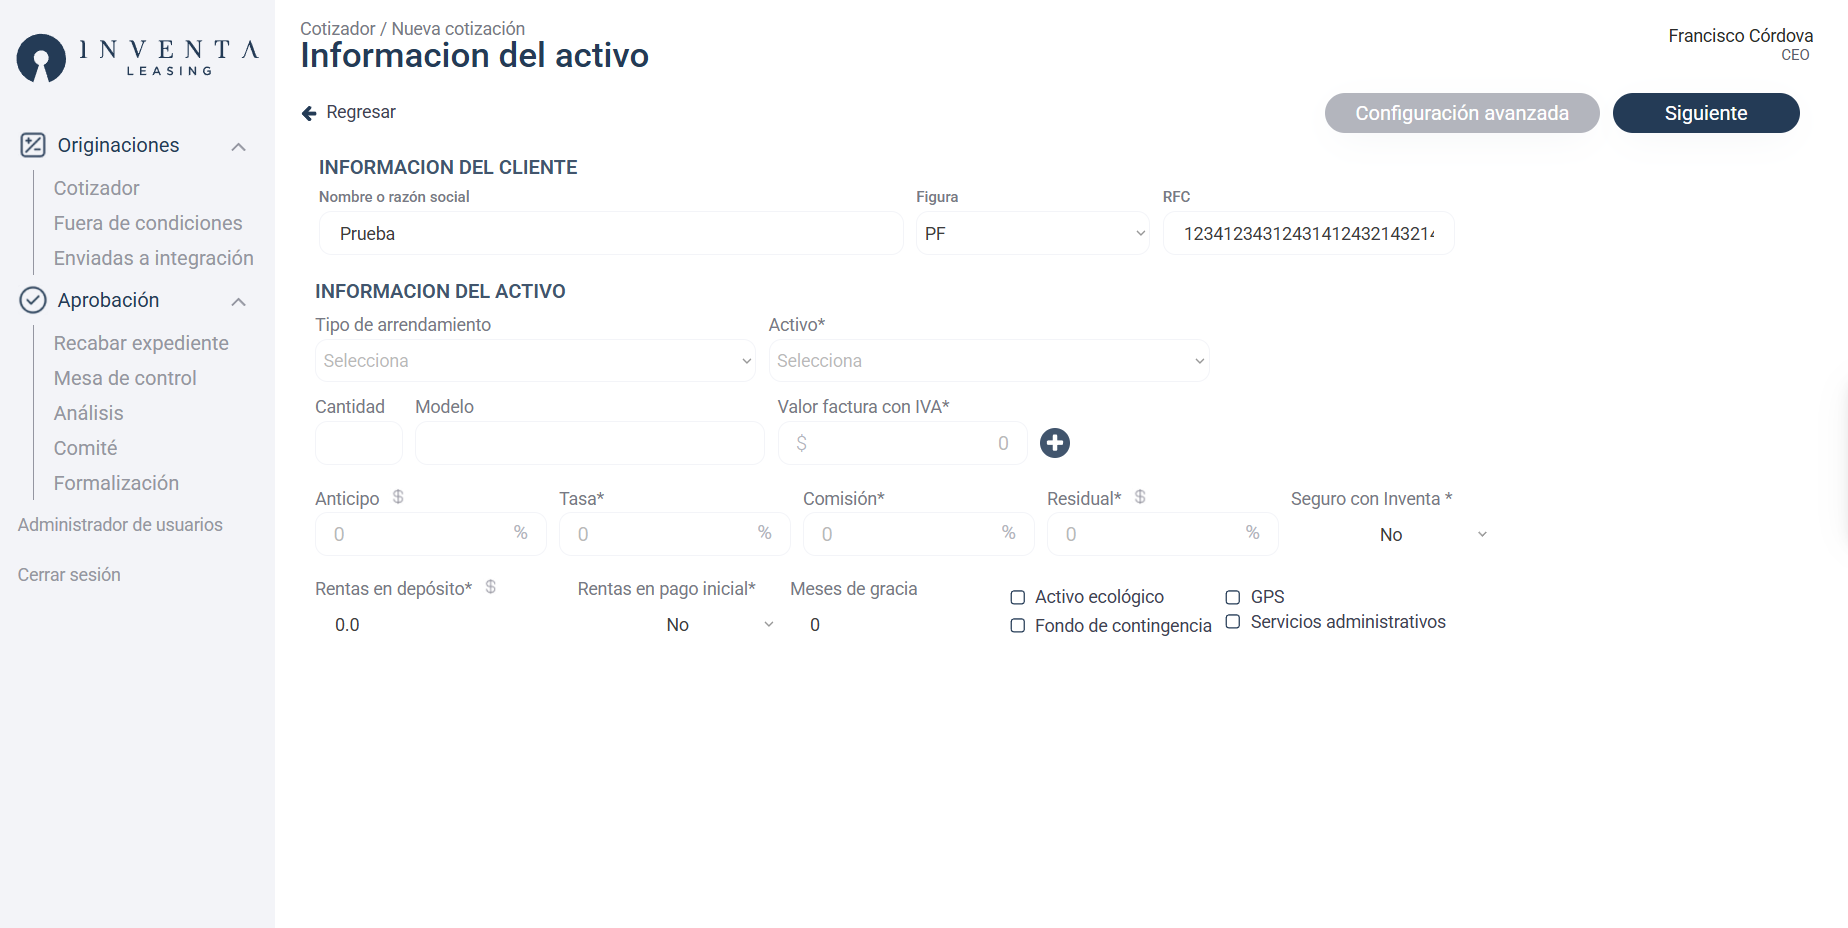 INVENTA
LEASING
Originaciones
Cotizador
Fuera de condiciones
Enviadas a integración
Aprobación
Recabar expediente
Mesa de control
Análisis
Comité
Formalización
Administrador de usuarios
Cerrar sesión
Cotizador / Nueva cotización
Informacion del activo
Francisco Córdova
CEO
Regresar
Configuración avanzada
Siguiente
INFORMACION DEL CLIENTE
Nombre o razón social Figura RFC
Prueba PF 1234123431243141243214321
INFORMACION DEL ACTIVO
Tipo de arrendamiento Activo*
Selecciona Selecciona
Cantidad Modelo Valor factura con IVA*
$ 0
Anticipo $ Tasa* Comisión* Residual* $ Seguro con Inventa *
0 % 0 % 0 % 0 % No
Rentas en depósito* $ Rentas en pago inicial* Meses de gracia
0.0 No 0
Activo ecológico GPS
Fondo de contingencia Servicios administrativos